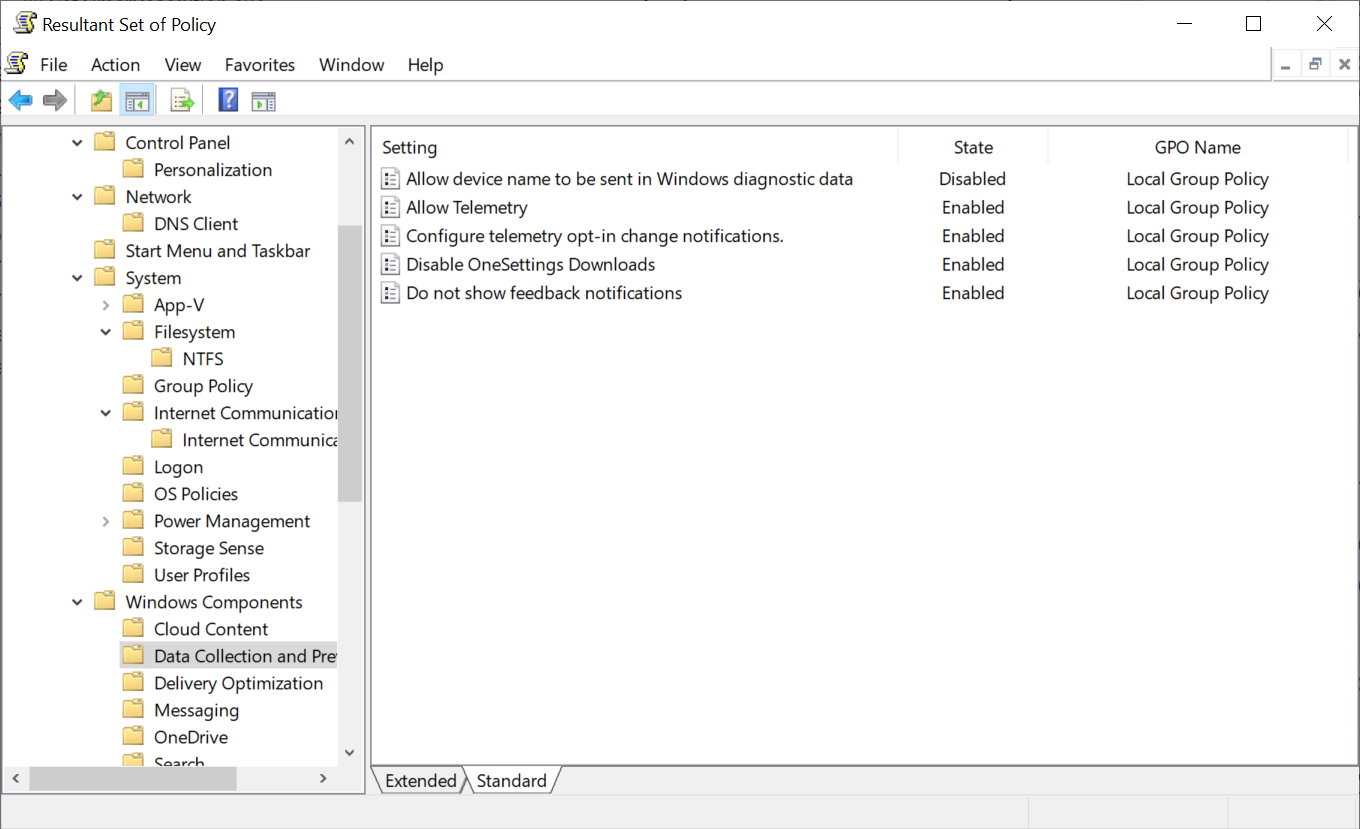 Resultant Set of Policy
File Action View Favorites Window Help
Control Panel
Personalization
Network
DNS Client
Start Menu and Taskbar
System
App-V
Filesystem
NTFS
Group Policy
Internet Communication
Internet Communica
Logon
OS Policies
Power Management
Storage Sense
User Profiles
Windows Components
Cloud Content
Data Collection and Pre
Delivery Optimization
Messaging
OneDrive
Search
Setting State GPO Name
Allow device name to be sent in Windows diagnostic data Disabled Local Group Policy
Allow Telemetry Enabled Local Group Policy
Configure telemetry opt-in change notifications. Enabled Local Group Policy
Disable OneSettings Downloads Enabled Local Group Policy
Do not show feedback notifications Enabled Local Group Policy
Extended Standard